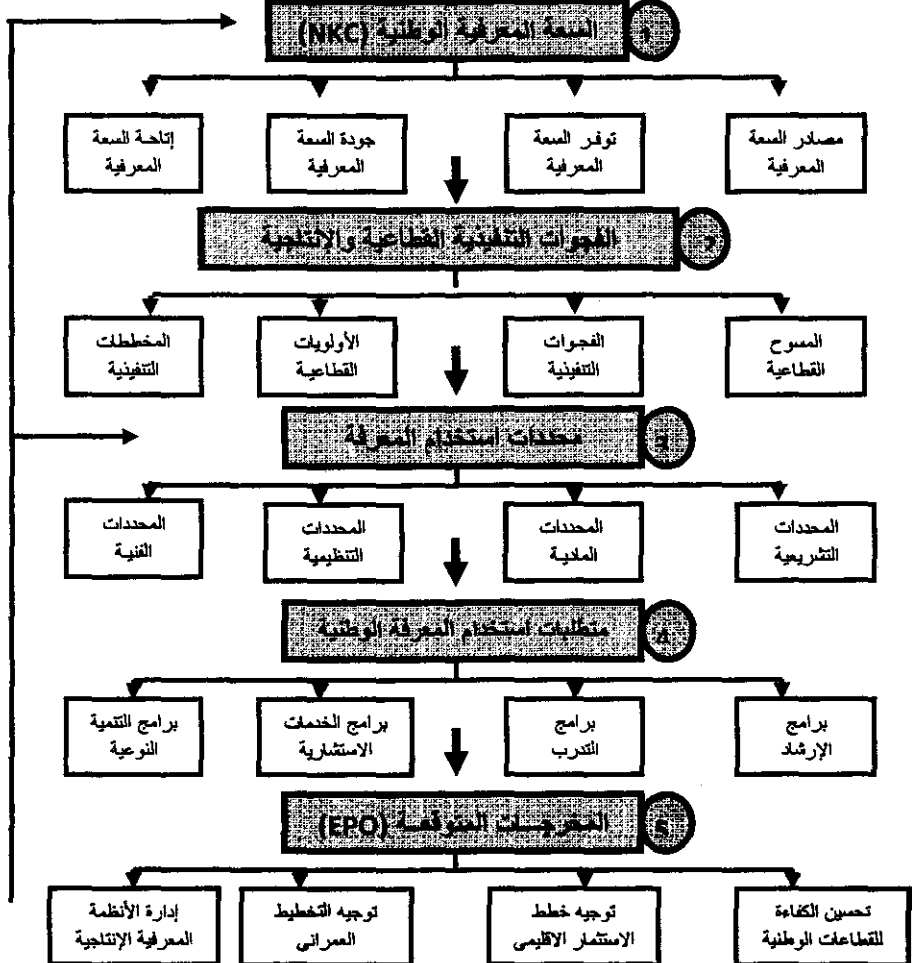 السعة المعرفية الوطنية (NKC)
1
مصادر السعة
المعرفية
توفر السعة
المعرفية
جودة السعة
المعرفية
إتاحة السعة
المعرفية
الفجوات التنفيذية القطاعية والإنتاجية
2
المسوح
القطاعية
الفجوات
التنفيذية
الأولويات
القطاعية
المخططات
التنفيذية
محددات استخدام المعرفة
3
المحددات
التشريعية
المحددات
المادية
المحددات
التنظيمية
المحددات
الفنية
متطلبات استخدام المعرفة الوطنية
4
برامج
الإرشاد
برامج
التدرب
برامج الخدمات
الاستشارية
برامج التنمية
النوعية
المخرجات المتوقعة (EPO)
5
تحسين الكفاءة
للقطاعات الوطنية
توجيه خطط
الاستثمار الاقليمى
توجيه التخطيط
العمرانى
إدارة الأنظمة
المعرفية الإنتاجية